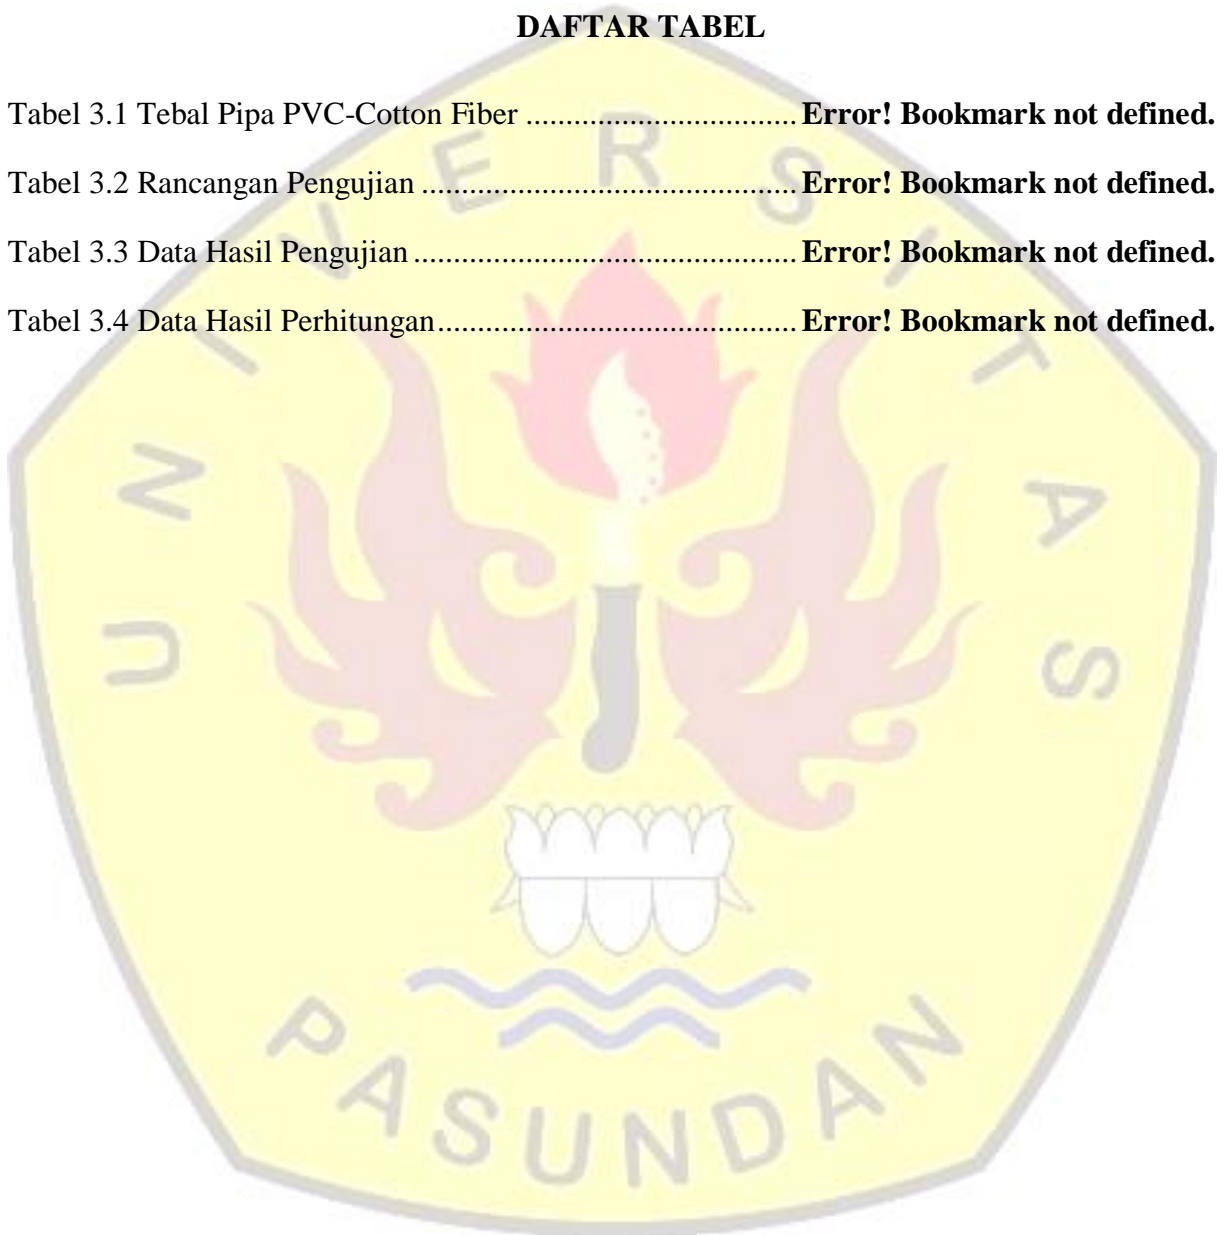 DAFTAR TABEL
Tabel 3.1 Tebal Pipa PVC-Cotton Fiber .................................. Error! Bookmark not defined.
Tabel 3.2 Rancangan Pengujian ............................................... Error! Bookmark not defined.
Tabel 3.3 Data Hasil Pengujian ................................................ Error! Bookmark not defined.
Tabel 3.4 Data Hasil Perhitungan ............................................. Error! Bookmark not defined.
UNIVERSITAS
PASUNDAN